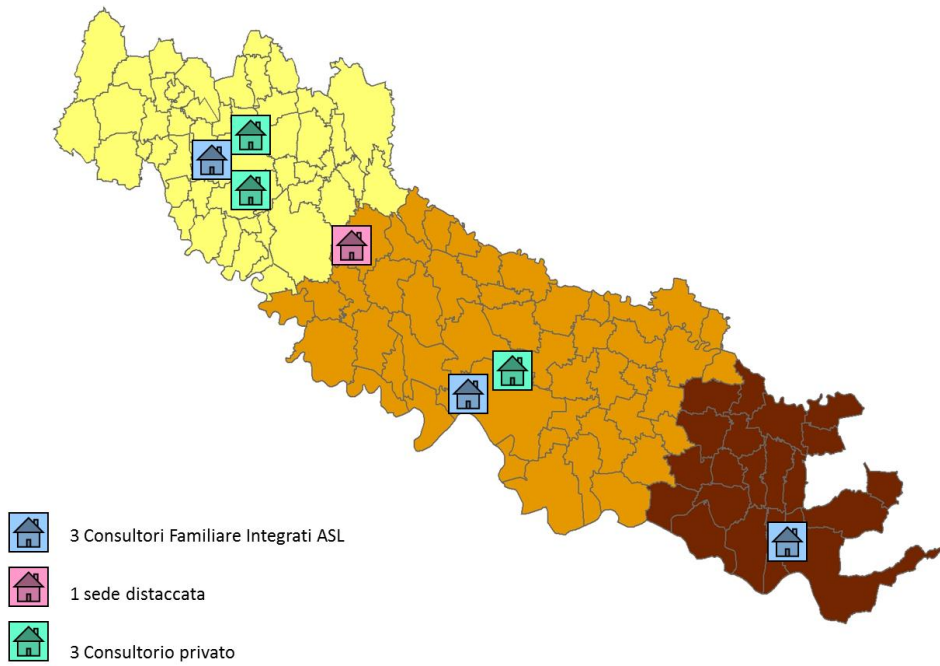 3 Consultori Familiare Integrati ASL
1 sede distaccata
3 Consultorio privato